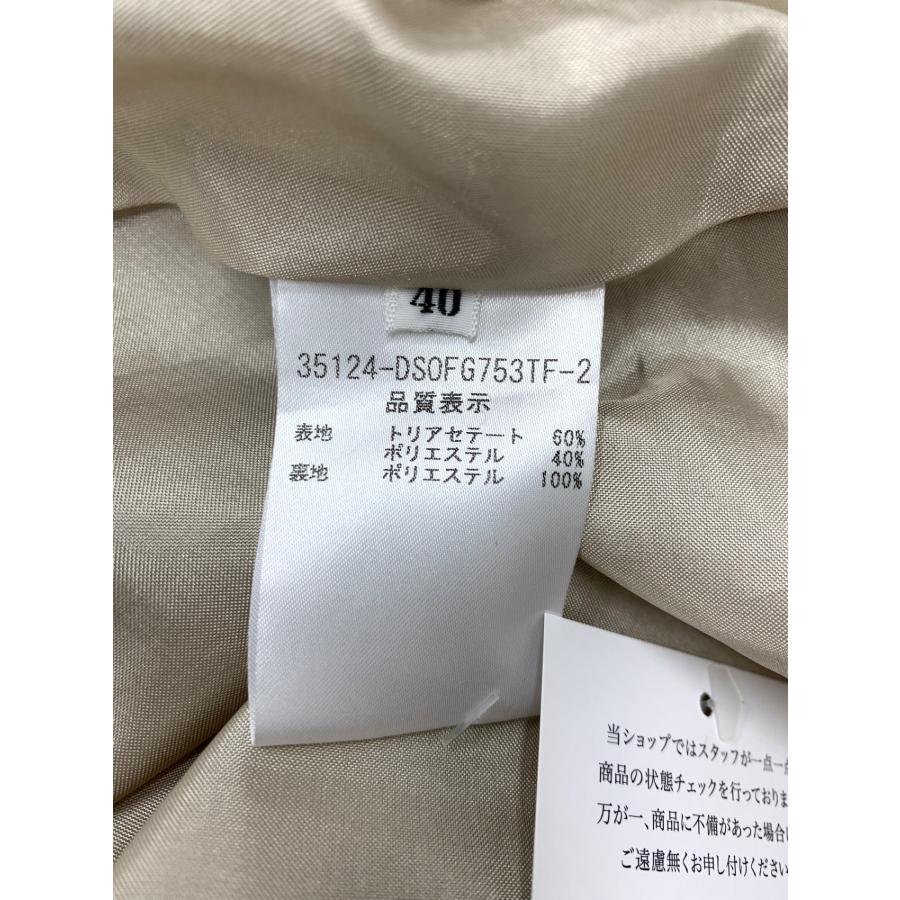 40
35124-DSOFG753TF-2
品質表示
表地 トリアセテート 60%
ポリエステル 40%
裏地 ポリエステル 100%
当ショップではスタッフが一点一点
商品の状態チェックを行っておりま
万が一、商品に不備があった場合
ご遠慮無くお申し付けください